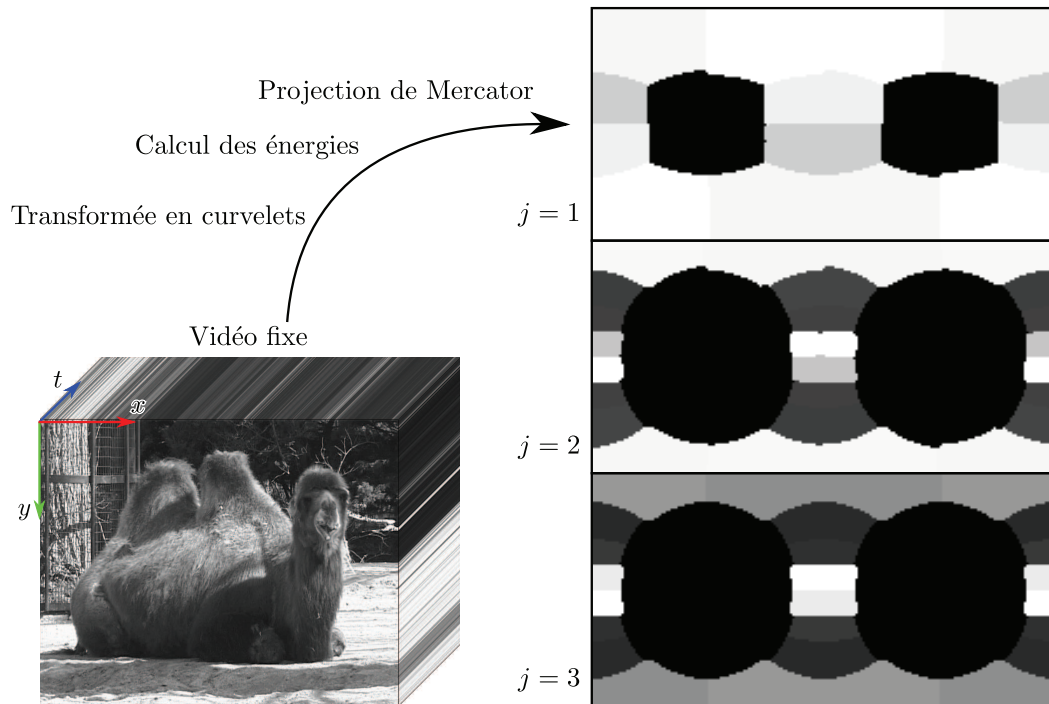 Projection de Mercator
Calcul des énergies
Transformée en curvelets
Vidéo fixe
t
x
y
j = 1
j = 2
j = 3